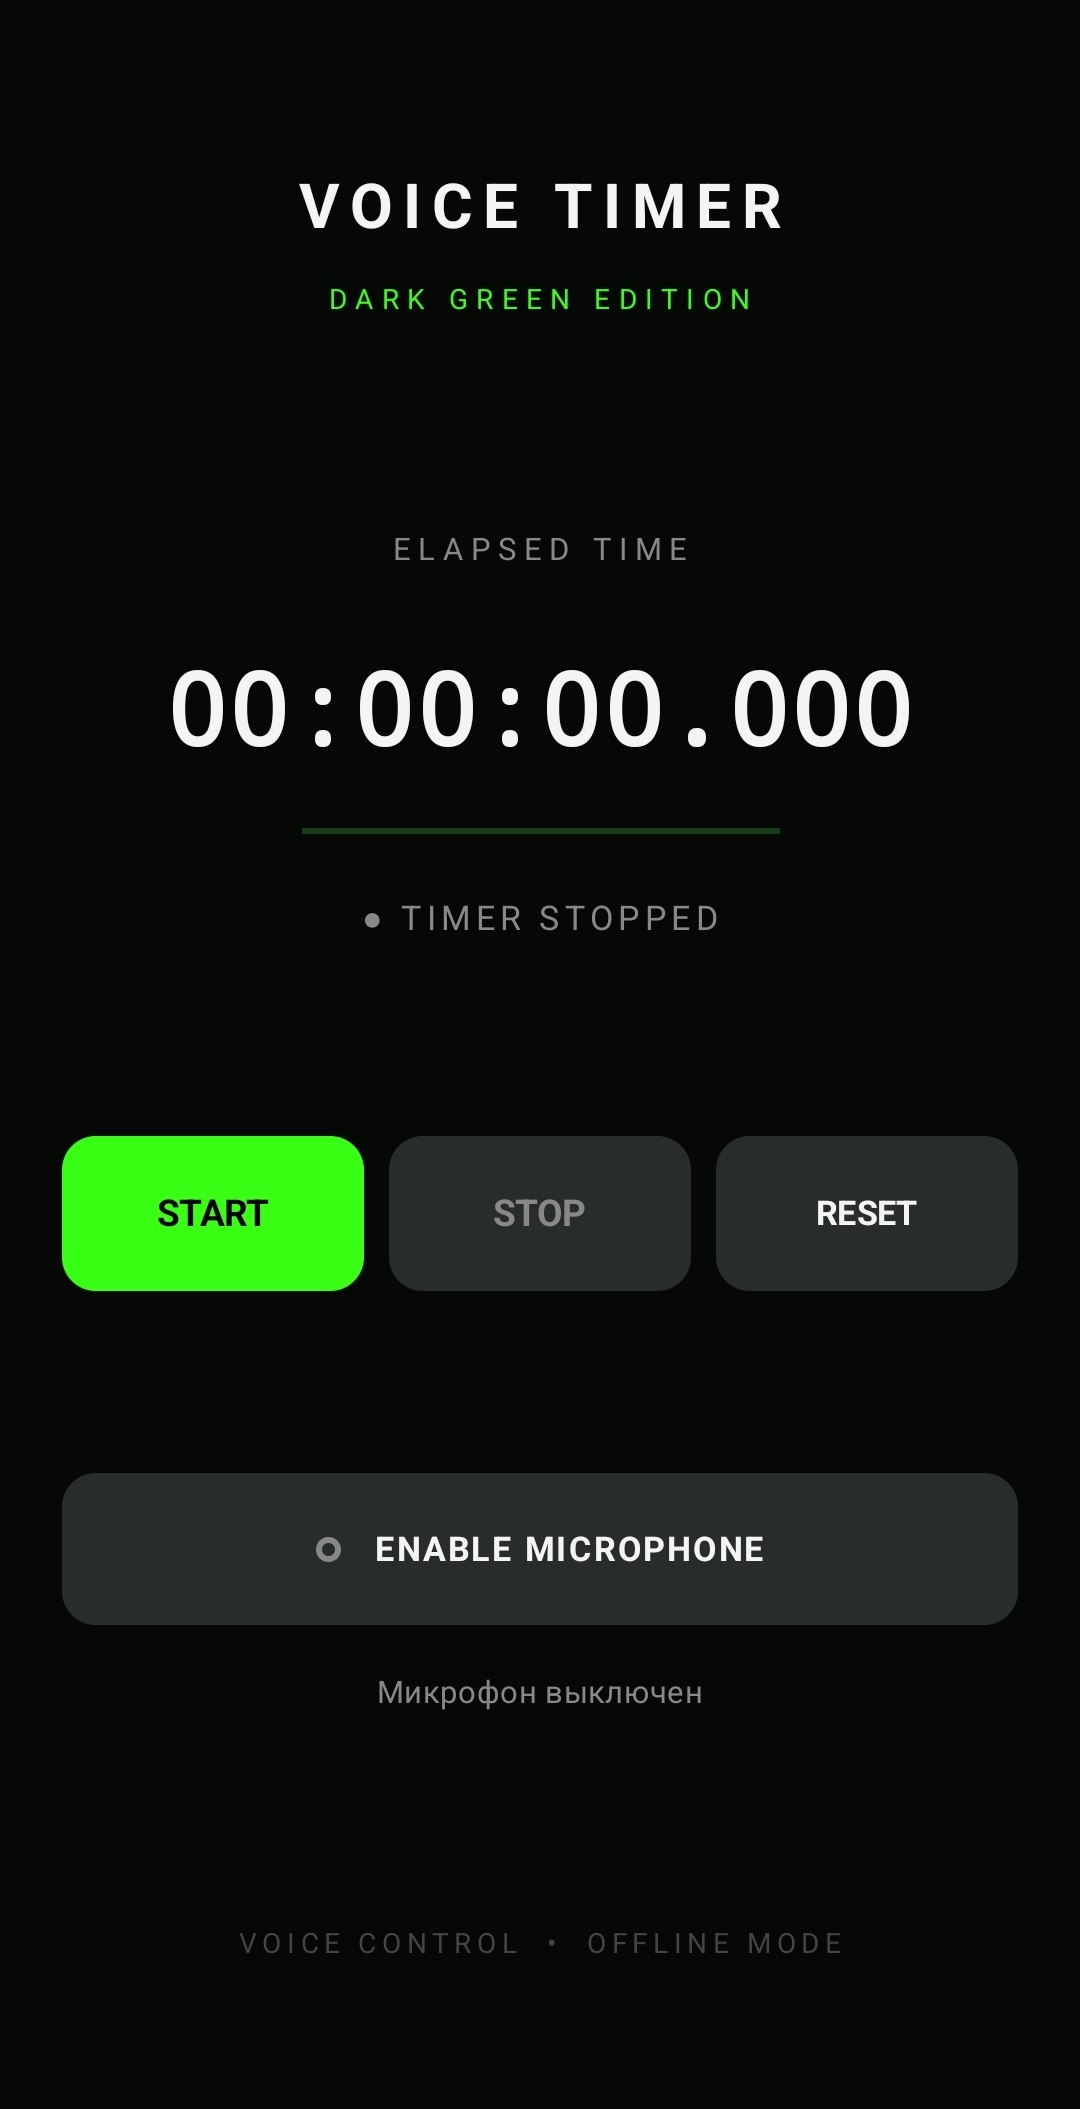 VOICE TIMER
DARK GREEN EDITION
ELAPSED TIME
00:00:00.000
● TIMER STOPPED
START STOP RESET
ENABLE MICROPHONE
Микрофон выключен
VOICE CONTROL • OFFLINE MODE